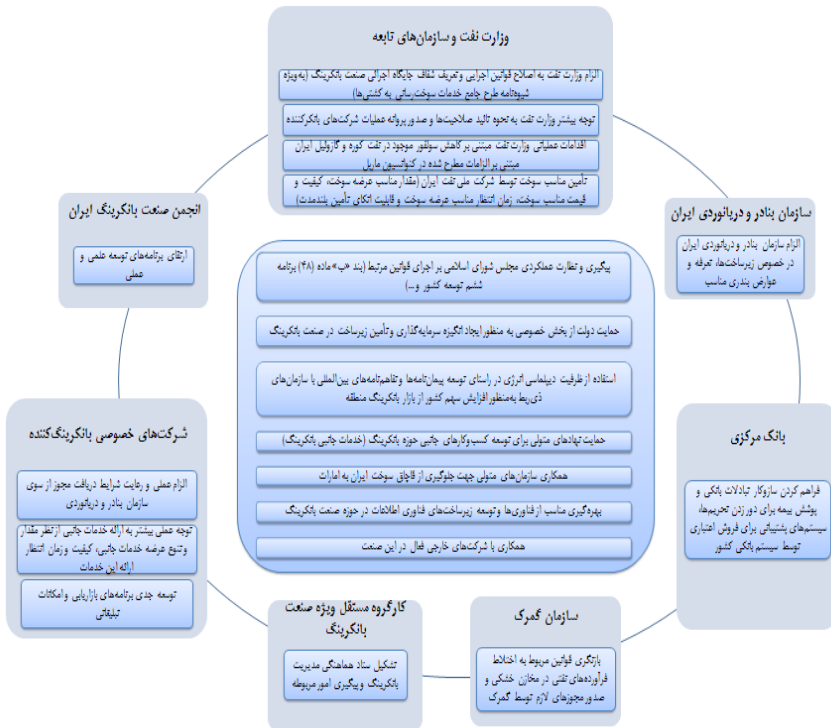 وزارت نفت و سازمان‌های تابعه
الزام وزارت نفت به اصلاح قوانین اجرایی و تعریف شفاف جایگاه اجرائی صنعت بانکرینگ (به‌ویژه
شیوه‌نامه طرح جامع خدمات سوخت‌رسانی به کشتی‌ها)
توجه بیشتر وزارت نفت به نحوه تائید صلاحیت‌ها و صدور پروانه عملیات شرکت‌های بانکرکننده
اقدامات عملیاتی وزارت نفت مبتنی بر کاهش سولفور موجود در نفت کوره و گازوئیل ایران
مبتنی بر الزامات مطرح شده در کنوانسیون مارپل
تأمین مناسب سوخت توسط شرکت ملی نفت ایران (مقدار مناسب عرضه سوخت، کیفیت و
قیمت مناسب سوخت، زمان انتظار مناسب عرضه سوخت و قابلیت اتکای تأمین بلندمدت)
سازمان بنادر و دریانوردی ایران
الزام سازمان بنادر و دریانوردی ایران
در خصوص زیرساخت‌ها، تعرفه و
عوارض بندری مناسب
انجمن صنعت بانکرینگ ایران
ارتقای برنامه‌های توسعه علمی و
عملی
پیگیری و نظارت عملکردی مجلس شورای اسلامی بر اجرای قوانین مرتبط (بند «ب» ماده (۴۸) برنامه
ششم توسعه کشور و...)
حمایت دولت از بخش خصوصی به منظور ایجاد انگیزه سرمایه‌گذاری و تأمین زیرساخت در صنعت بانکرینگ
استفاده از ظرفیت دیپلماسی انرژی در راستای توسعه پیمان‌نامه‌ها و تفاهم‌نامه‌های بین‌المللی با سازمان‌های
ذی‌ربط به‌منظور افزایش سهم کشور از بازار بانکرینگ منطقه
حمایت نهادهای متولی برای توسعه کسب‌وکارهای جانبی حوزه بانکرینگ (خدمات جانبی بانکرینگ)
همکاری سازمان‌های متولی جهت جلوگیری از قاچاق سوخت ایران به امارات
بهره‌گیری مناسب از فناوری‌ها و توسعه زیرساخت‌های فناوری اطلاعات در حوزه صنعت بانکرینگ
همکاری با شرکت‌های خارجی فعال در این صنعت
بانک مرکزی
فراهم کردن سازوکار تبادلات بانکی و
پوشش بیمه برای دور زدن تحریم‌ها،
سیستم‌های پشتیبانی برای فروش اعتباری
توسط سیستم بانکی کشور
شرکت‌های خصوصی بانکرینگ‌کننده
الزام عملی و رعایت شرایط دریافت مجوز از سوی
سازمان بنادر و دریانوردی
توجه عملی بیشتر به ارائه خدمات جانبی از نظر مقدار
و تنوع عرضه خدمات جانبی، کیفیت و زمان انتظار
ارائه این خدمات
توسعه جدی برنامه‌های بازاریابی و امکانات
تبلیغاتی
سازمان گمرک
بازنگری قوانین مربوط به اختلاط
فرآورده‌های نفتی در مخازن خشکی و
صدور مجوزهای لازم توسط گمرک
کارگروه مستقل ویژه صنعت
بانکرینگ
تشکیل ستاد هماهنگی مدیریت
بانکرینگ و پیگیری امور مربوطه